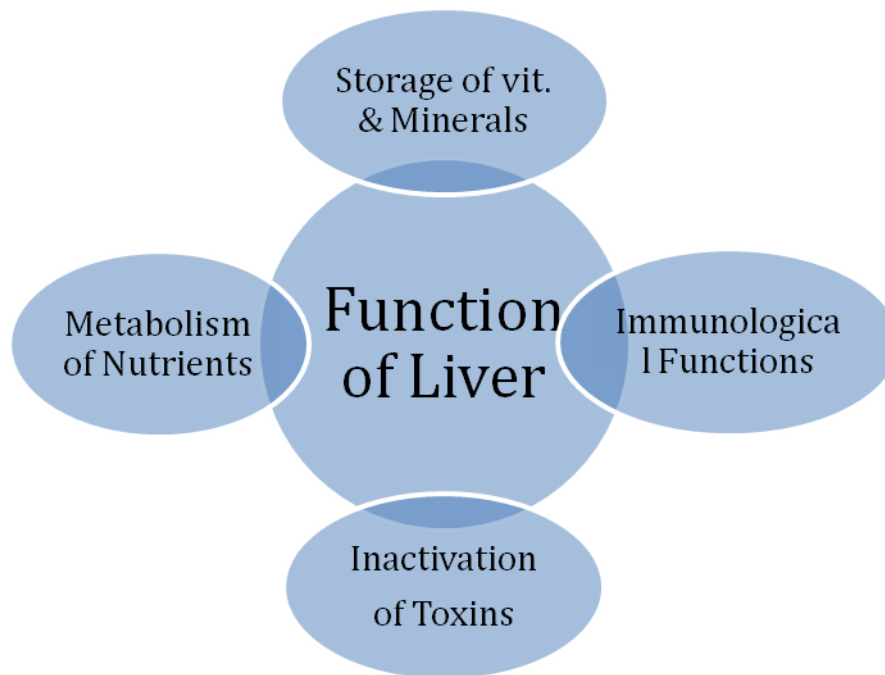 Storage of vit.
& Minerals
Metabolism
of Nutrients
Function
of Liver
Immunologica
l Functions
Inactivation
of Toxins